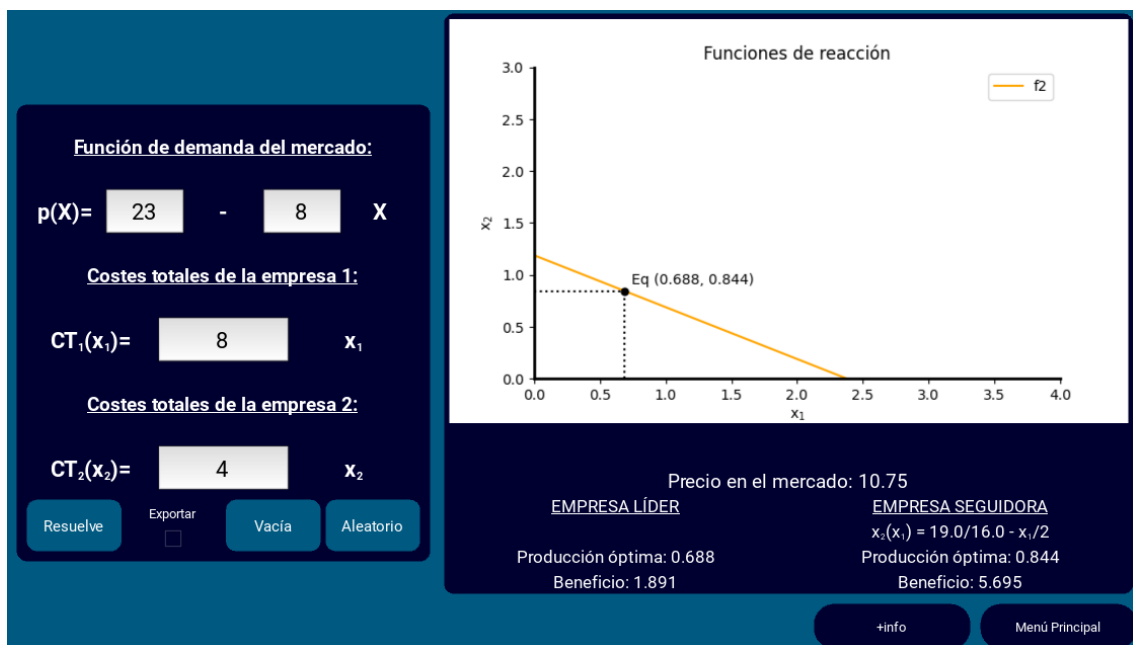 Función de demanda del mercado:
p(X)= 23 - 8 X
Costes totales de la empresa 1:
CT₁(x₁)= 8 x₁
Costes totales de la empresa 2:
CT₂(x₂)= 4 x₂
Resuelve Exportar Vacía Aleatorio
Funciones de reacción
f2
3.0
2.5
2.0
1.5
1.0
0.5
0.0
x₂
Eq (0.688, 0.844)
0.0 0.5 1.0 1.5 2.0 2.5 3.0 3.5 4.0
x₁
Precio en el mercado: 10.75
EMPRESA LÍDER
Producción óptima: 0.688
Beneficio: 1.891
EMPRESA SEGUIDORA
x₂(x₁) = 19.0/16.0 - x₁/2
Producción óptima: 0.844
Beneficio: 5.695
+info Menú Principal